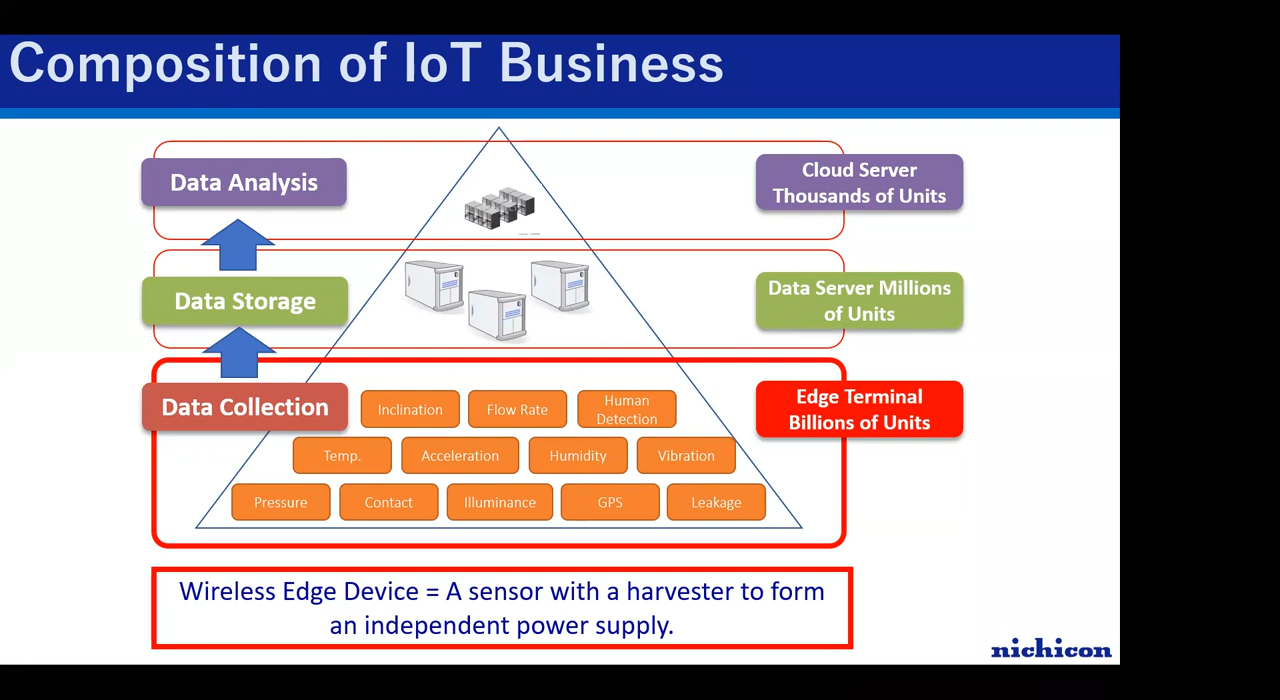 Composition of IoT Business
Data Analysis
Cloud Server
Thousands of Units
Data Storage
Data Server Millions
of Units
Data Collection
Edge Terminal
Billions of Units
Inclination
Flow Rate
Human
Detection
Temp.
Acceleration
Humidity
Vibration
Pressure
Contact
Illuminance
GPS
Leakage
Wireless Edge Device = A sensor with a harvester to form
an independent power supply.
nichicon